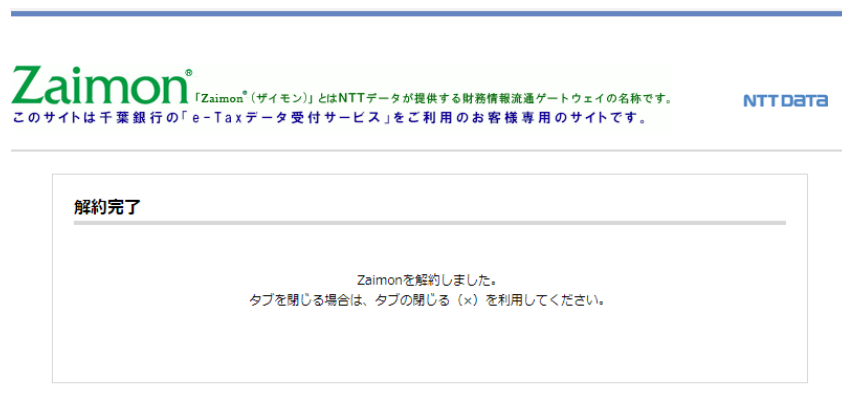 Zaimon®
「Zaimon®(ザイモン)」とはNTTデータが提供する財務情報流通ゲートウェイの名称です。
NTT DATA
このサイトは千葉銀行の「e-Taxデータ受付サービス」をご利用のお客様専用のサイトです。
解約完了
Zaimonを解約しました。
タブを閉じる場合は、タブの閉じる(×)を利用してください。